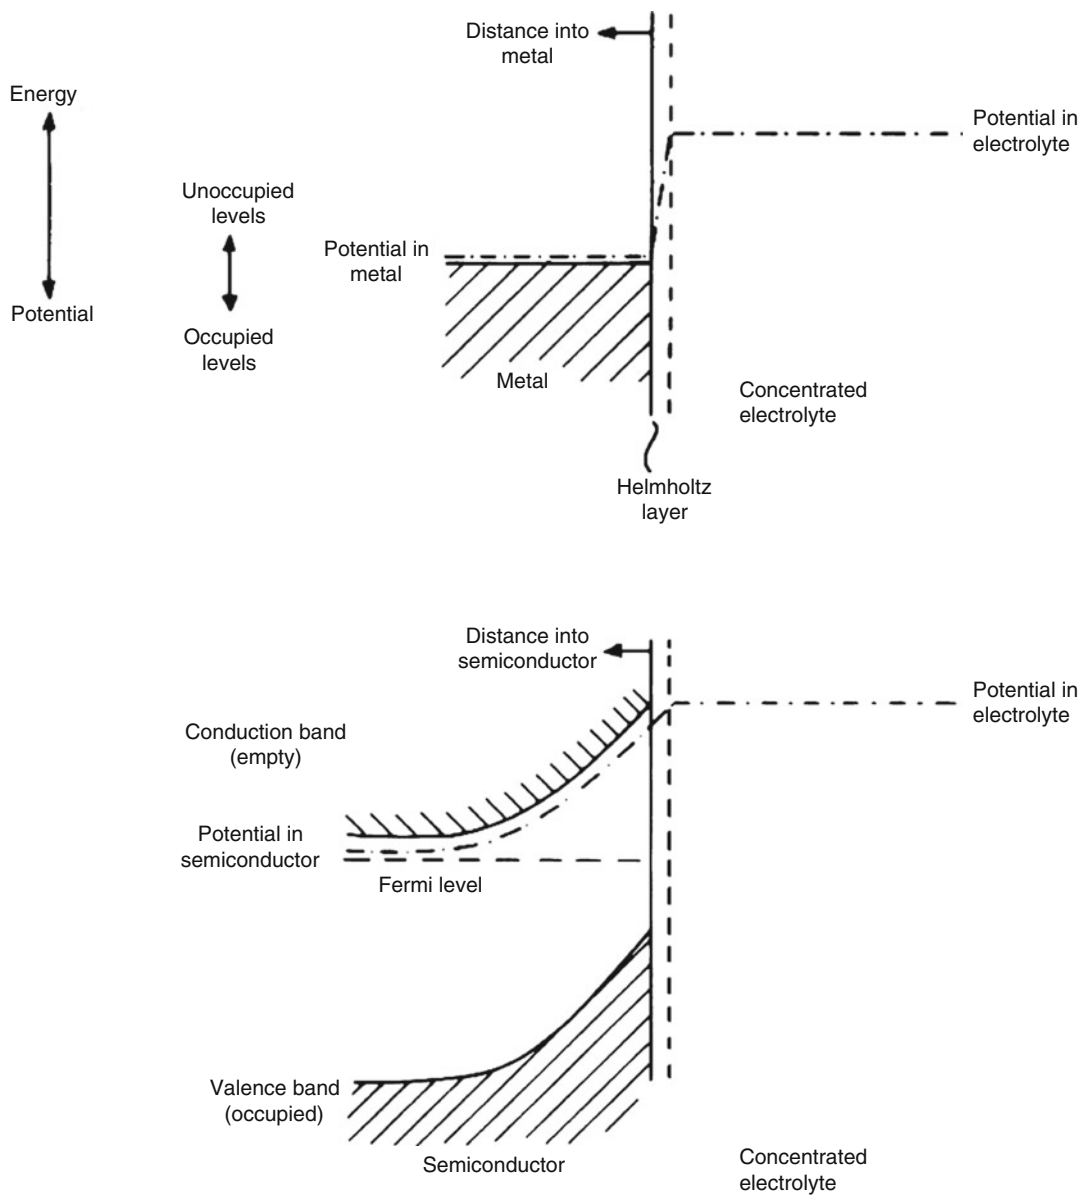 Distance into
metal
Energy
Potential in
electrolyte
Unoccupied
levels
Potential in
metal
Potential
Occupied
levels
Metal
Concentrated
electrolyte
Helmholtz
layer
Distance into
semiconductor
Potential in
electrolyte
Conduction band
(empty)
Potential in
semiconductor
Fermi level
Valence band
(occupied)
Semiconductor
Concentrated
electrolyte